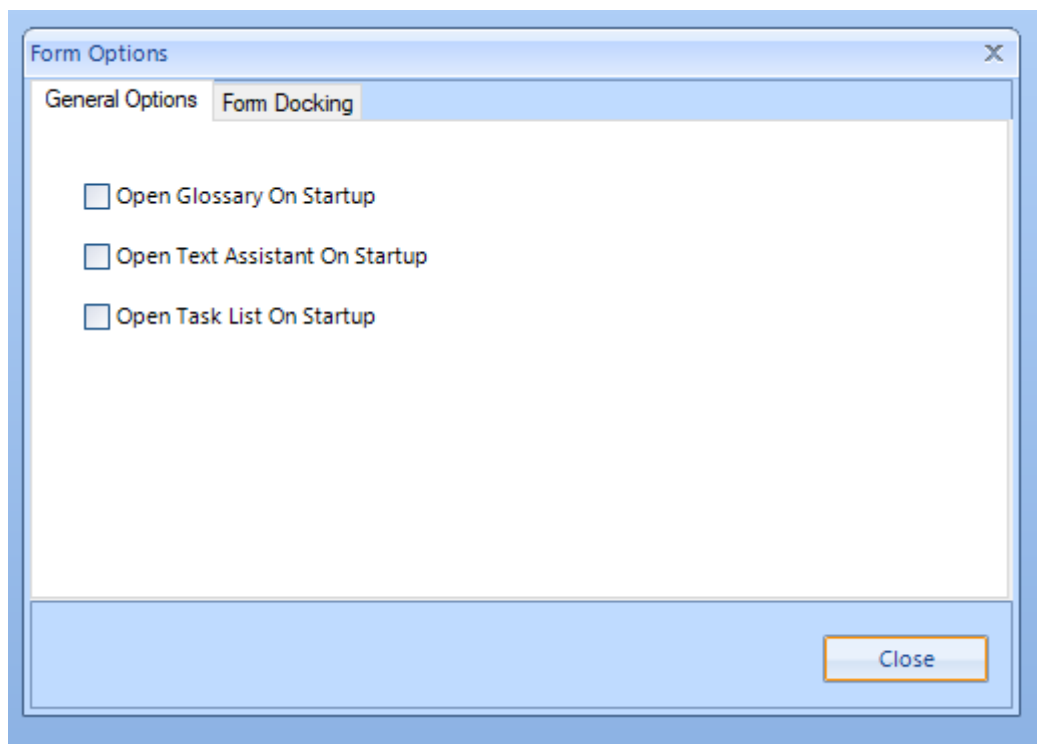 Form Options
General Options
Form Docking
Open Glossary On Startup
Open Text Assistant On Startup
Open Task List On Startup
Close